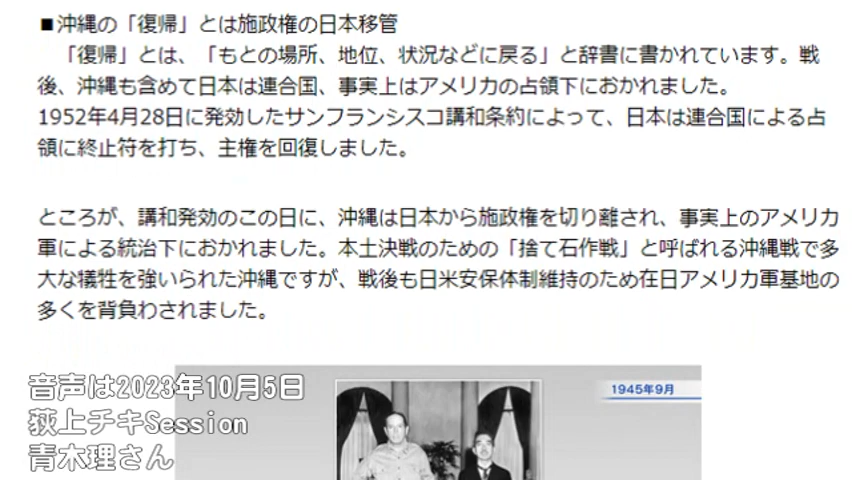 ■沖縄の「復帰」とは施政権の日本移管
「復帰」とは、「もとの場所、地位、状況などに戻る」と辞書に書かれています。戦
後、沖縄も含めて日本は連合国、事実上はアメリカの占領下におかれました。
1952年4月28日に発効したサンフランシスコ講和条約によって、日本は連合国による占
領に終止符を打ち、主権を回復しました。
ところが、講和発効のこの日に、沖縄は日本から施政権を切り離され、事実上のアメリカ
軍による統治下におかれました。本土決戦のための「捨て石作戦」と呼ばれる沖縄戦で多
大な犠牲を強いられた沖縄ですが、戦後も日米安保体制維持のため在日アメリカ軍基地の
多くを背負わされました。
1945年9月
音声は2023年10月5日
荻上チキSession
青木理さん